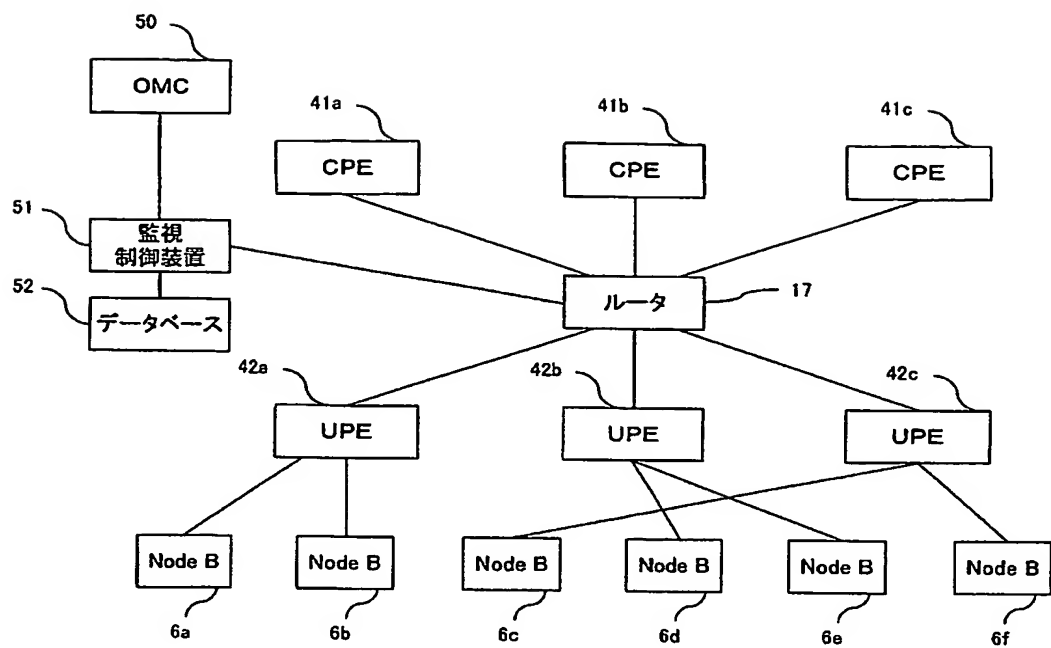 50
OMC
41a
CPE
41b
CPE
41c
CPE
51
監視
制御装置
52
データベース
ルータ
17
42a
UPE
42b
UPE
42c
UPE
Node B
Node B
Node B
Node B
Node B
Node B
6a
6b
6c
6d
6e
6f